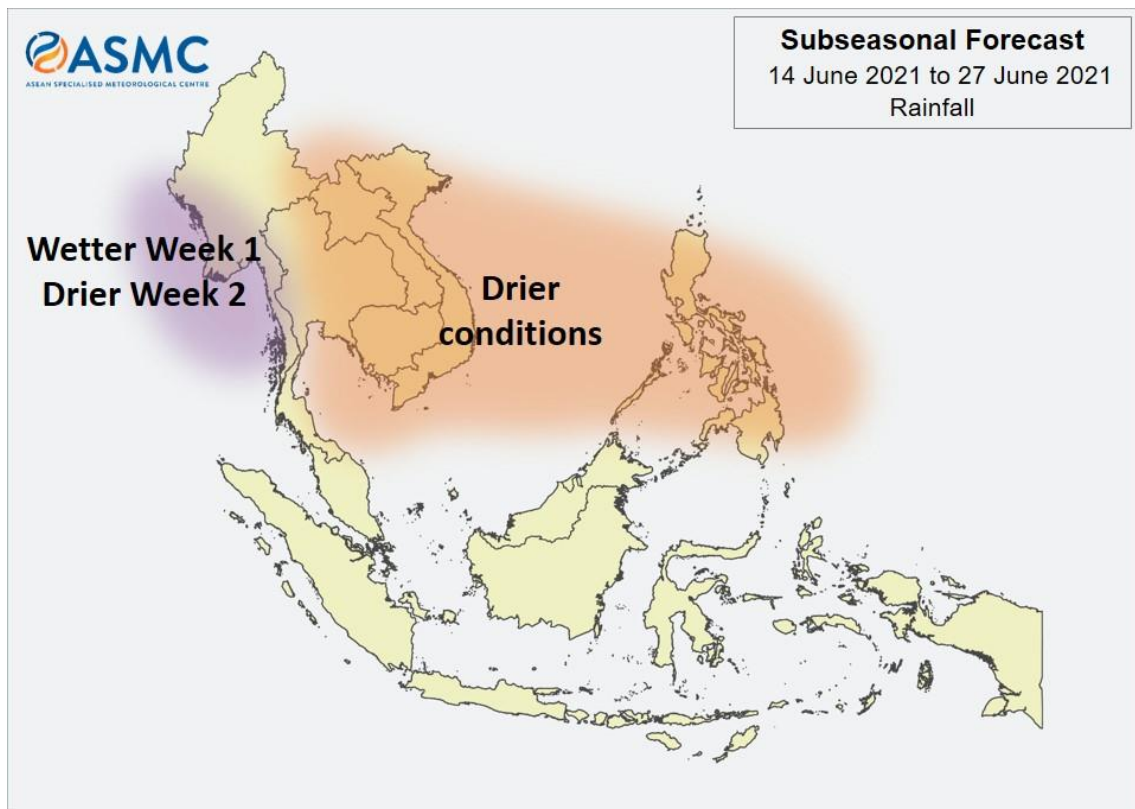 ASMC
ASEAN SPECIALISED METEOROLOGICAL CENTRE
Subseasonal Forecast
14 June 2021 to 27 June 2021
Rainfall
Wetter Week 1
Drier Week 2
Drier
conditions